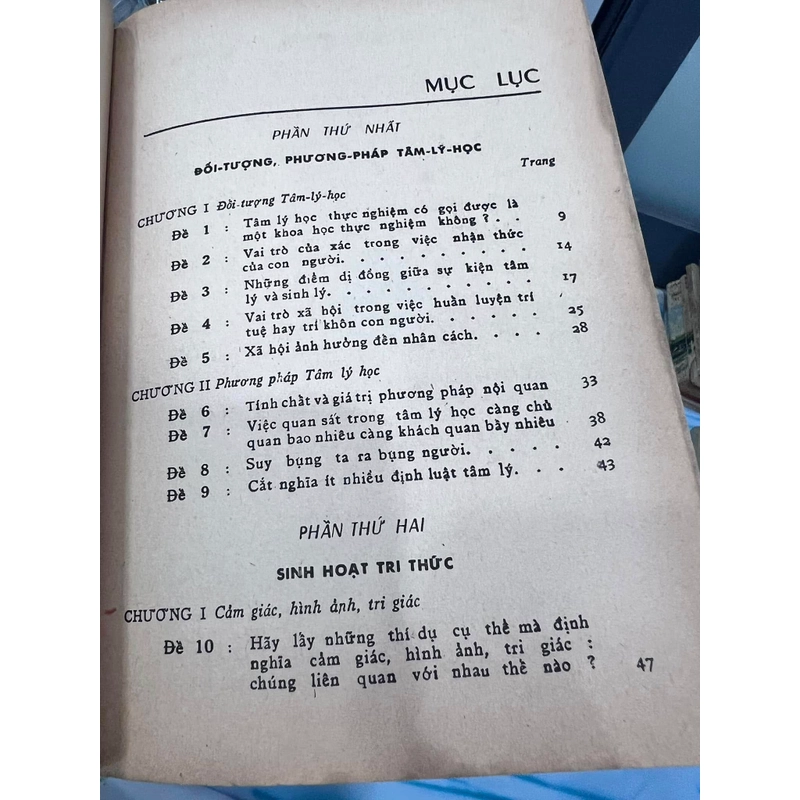 MỤC LỤC
PHẦN THỨ NHẤT
ĐỐI-TƯỢNG, PHƯƠNG-PHÁP TÂM-LÝ-HỌC
Trang
CHƯƠNG I Đối-tượng Tâm-lý-học
Đề 1 : Tâm lý học thực nghiệm có gọi được là
một khoa học thực nghiệm không ? . . 9
Đề 2 : Vai trò của xác trong việc nhận thức
của con người. . . . . . . . . . 14
Đề 3 : Những điểm dị đồng giữa sự kiện tâm
lý và sinh lý. . . . . . . . . . . 17
Đề 4 : Vai trò xã hội trong việc huấn luyện trí
tuệ hay trí khôn con người. . . . . . 25
Đề 5 : Xã hội ảnh hưởng đến nhân cách. . . . 28
CHƯƠNG II Phương pháp Tâm lý học
Đề 6 : Tính chất và giá trị phương pháp nội quan 33
Đề 7 : Việc quan sát trong tâm lý học càng chủ
quan bao nhiêu càng khách quan bấy nhiêu 38
Đề 8 : Suy bụng ta ra bụng người. . . . . 42
Đề 9 : Cắt nghĩa ít nhiều định luật tâm lý. . . . 43
PHẦN THỨ HAI
SINH HOẠT TRI THỨC
CHƯƠNG I Cảm giác, hình ảnh, tri giác
Đề 10 : Hãy lấy những thí dụ cụ thể mà định
nghĩa cảm giác, hình ảnh, tri giác :
chúng liên quan với nhau thế nào ? 47